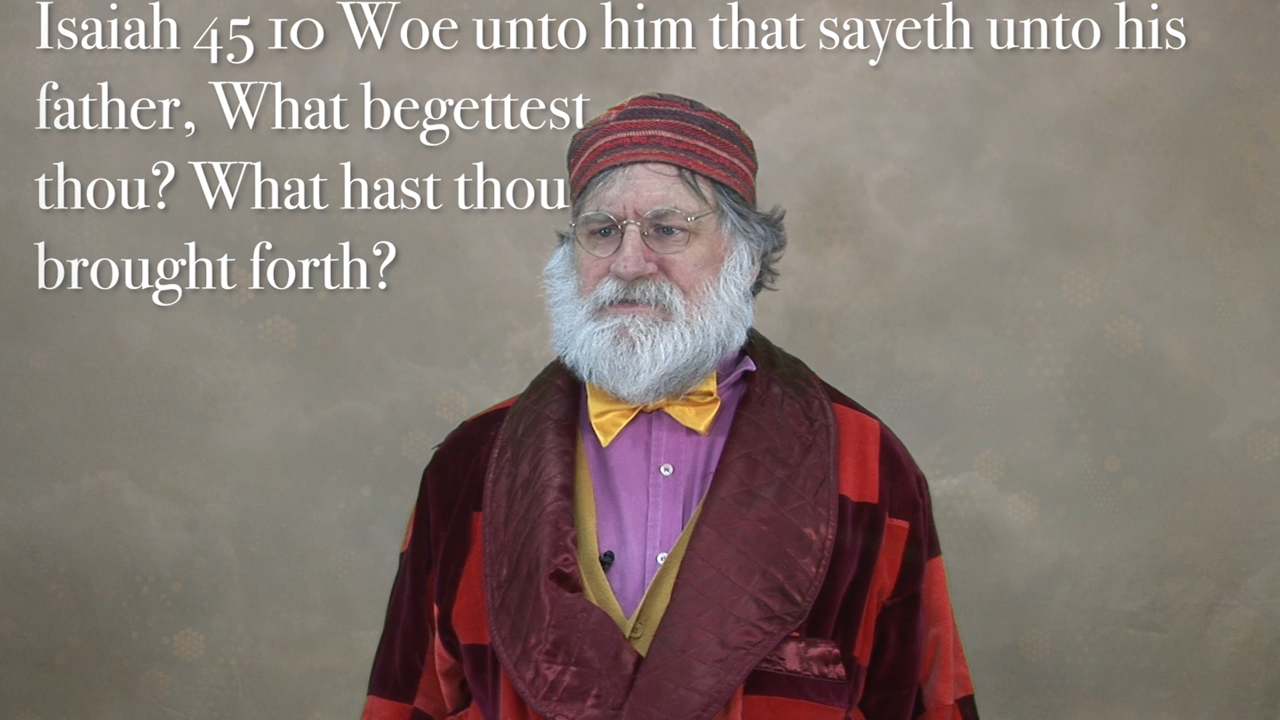 Isaiah 45 10 Woe unto him that sayeth unto his
father, What begettest
thou? What hast thou
brought forth?